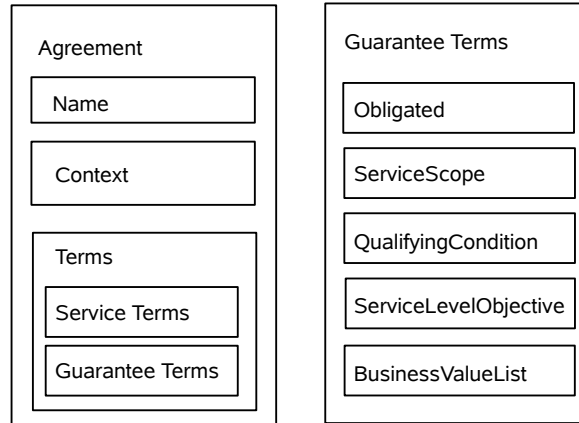 Agreement
Name
Context
Terms
Service Terms
Guarantee Terms
Guarantee Terms
Obligated
ServiceScope
QualifyingCondition
ServiceLevelObjective
BusinessValueList